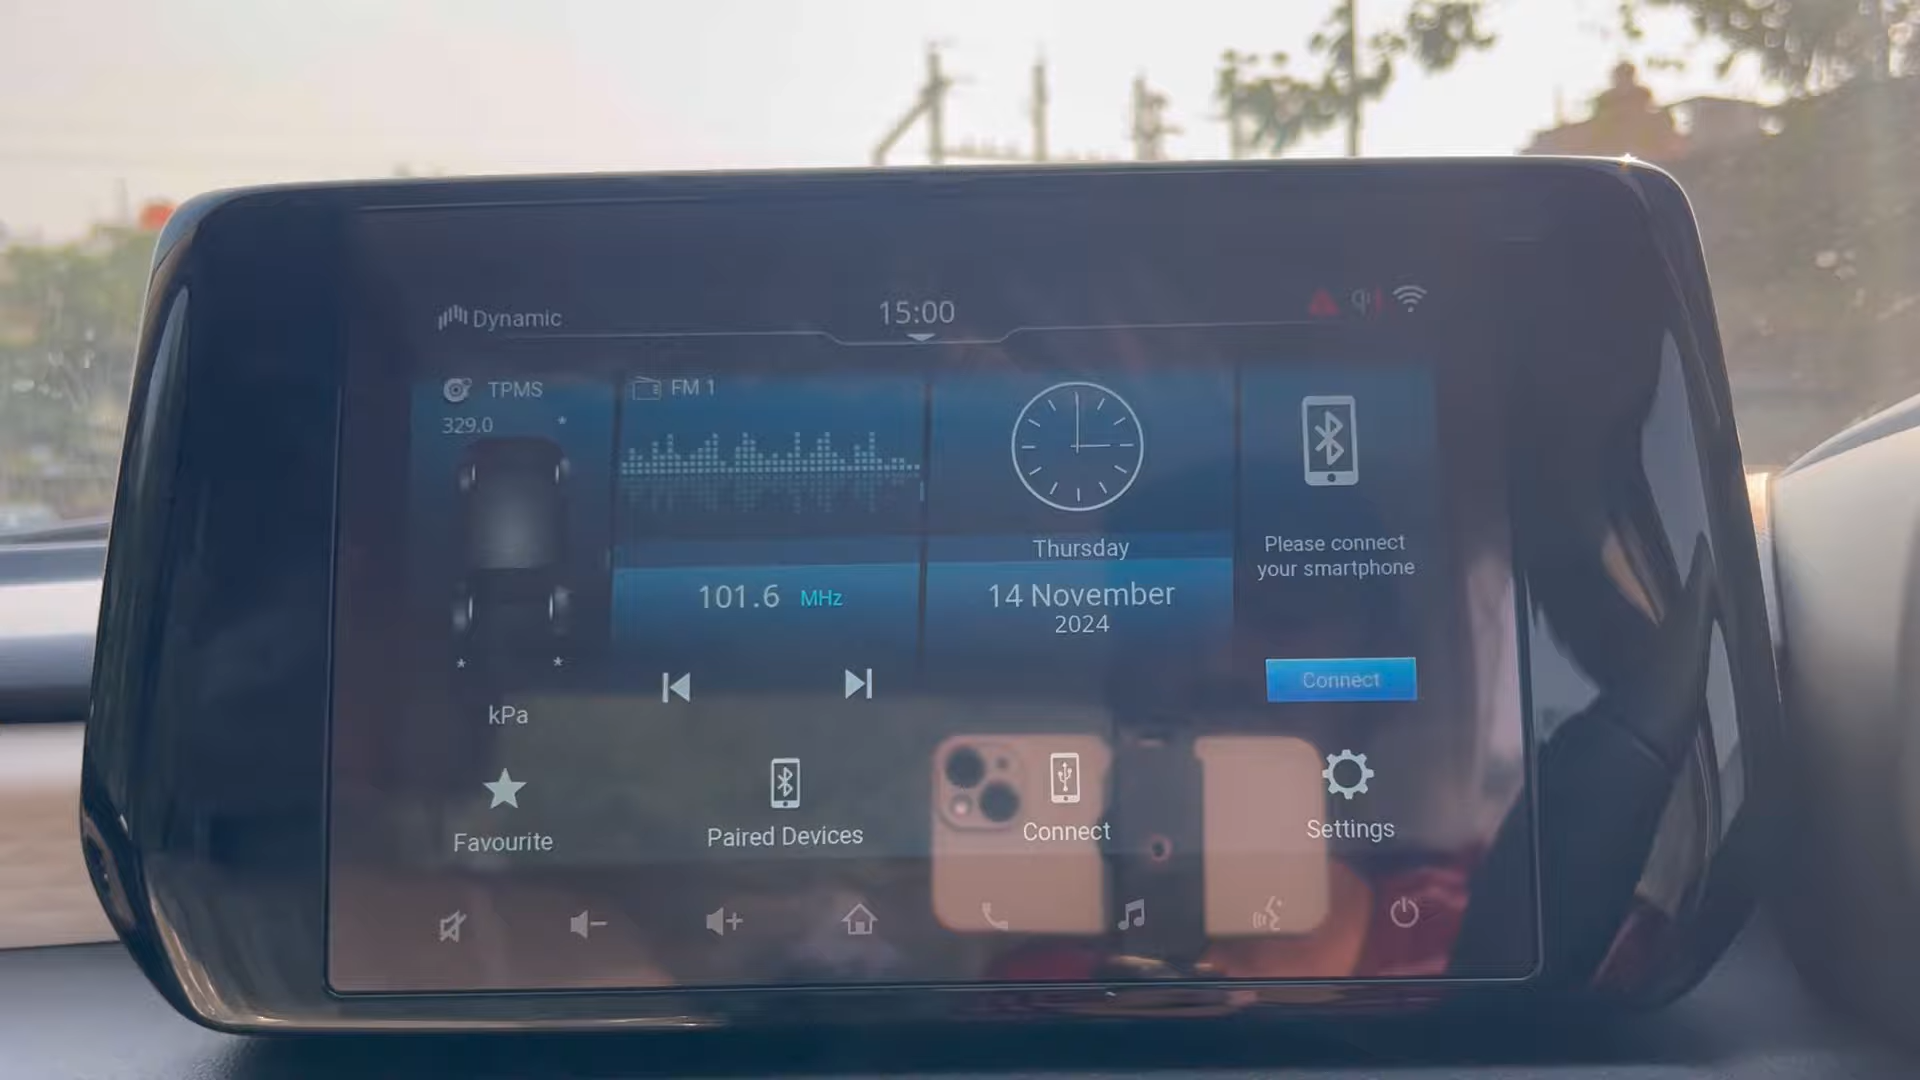 Dynamic
15:00
TPMS
329.0 *
* *
kPa
FM 1
101.6 MHz
Thursday
14 November
2024
Please connect
your smartphone
Connect
Favourite
Paired Devices
Connect
Settings